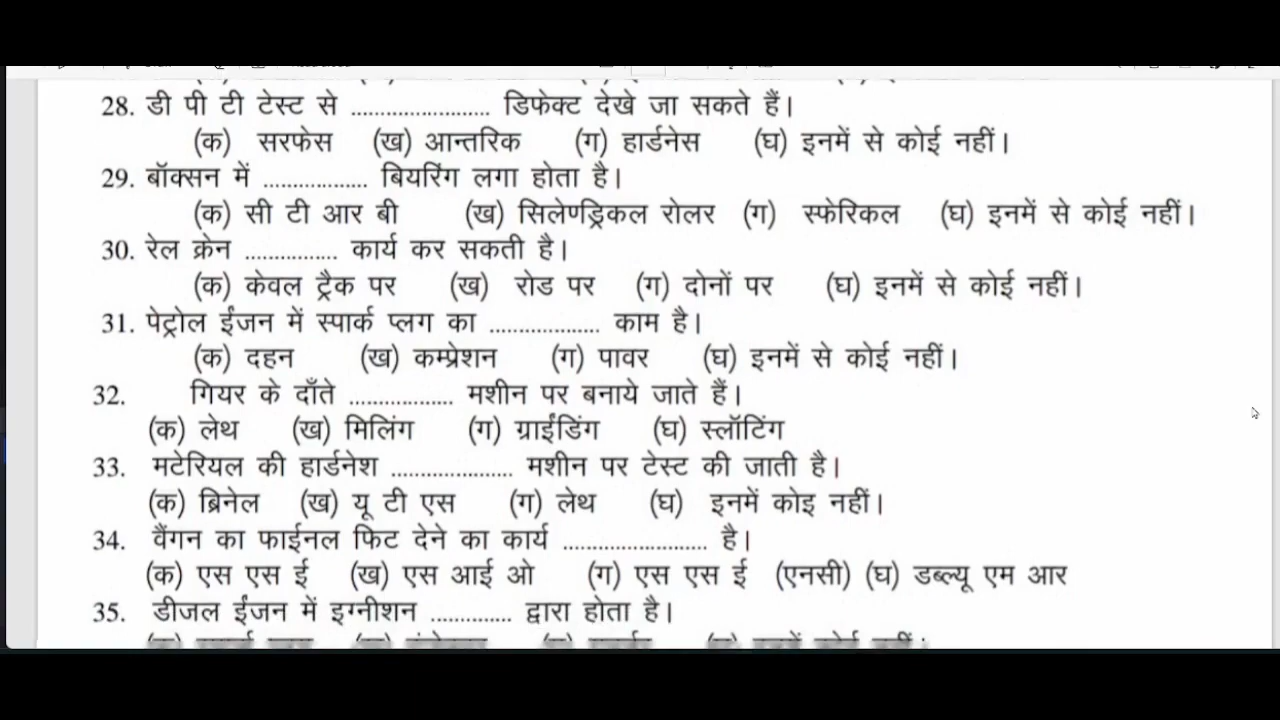 28. डी पी टी टेस्ट से ........................ डिफेक्ट देखे जा सकते हैं।
(क) सरफेस (ख) आन्तरिक (ग) हार्डनेस (घ) इनमें से कोई नहीं।
29. बॉक्सन में .................. बियरिंग लगा होता है।
(क) सी टी आर बी (ख) सिलेण्ड्रिकल रोलर (ग) स्फेरिकल (घ) इनमें से कोई नहीं।
30. रेल क्रेन ................ कार्य कर सकती है।
(क) केवल ट्रैक पर (ख) रोड पर (ग) दोनों पर (घ) इनमें से कोई नहीं।
31. पेट्रोल ईंजन में स्पार्क प्लग का ................... काम है।
(क) दहन (ख) कम्प्रेशन (ग) पावर (घ) इनमें से कोई नहीं।
32. गियर के दाँते .................. मशीन पर बनाये जाते हैं।
(क) लेथ (ख) मिलिंग (ग) ग्राईंडिंग (घ) स्लॉटिंग
33. मटेरियल की हार्डनेश ..................... मशीन पर टेस्ट की जाती है।
(क) ब्रिनेल (ख) यू टी एस (ग) लेथ (घ) इनमें कोइ नहीं।
34. वैंगन का फाईनल फिट देने का कार्य ......................... है।
(क) एस एस ई (ख) एस आई ओ (ग) एस एस ई (एनसी) (घ) डब्ल्यू एम आर
35. डीजल ईंजन में इग्नीशन .............. द्वारा होता है।